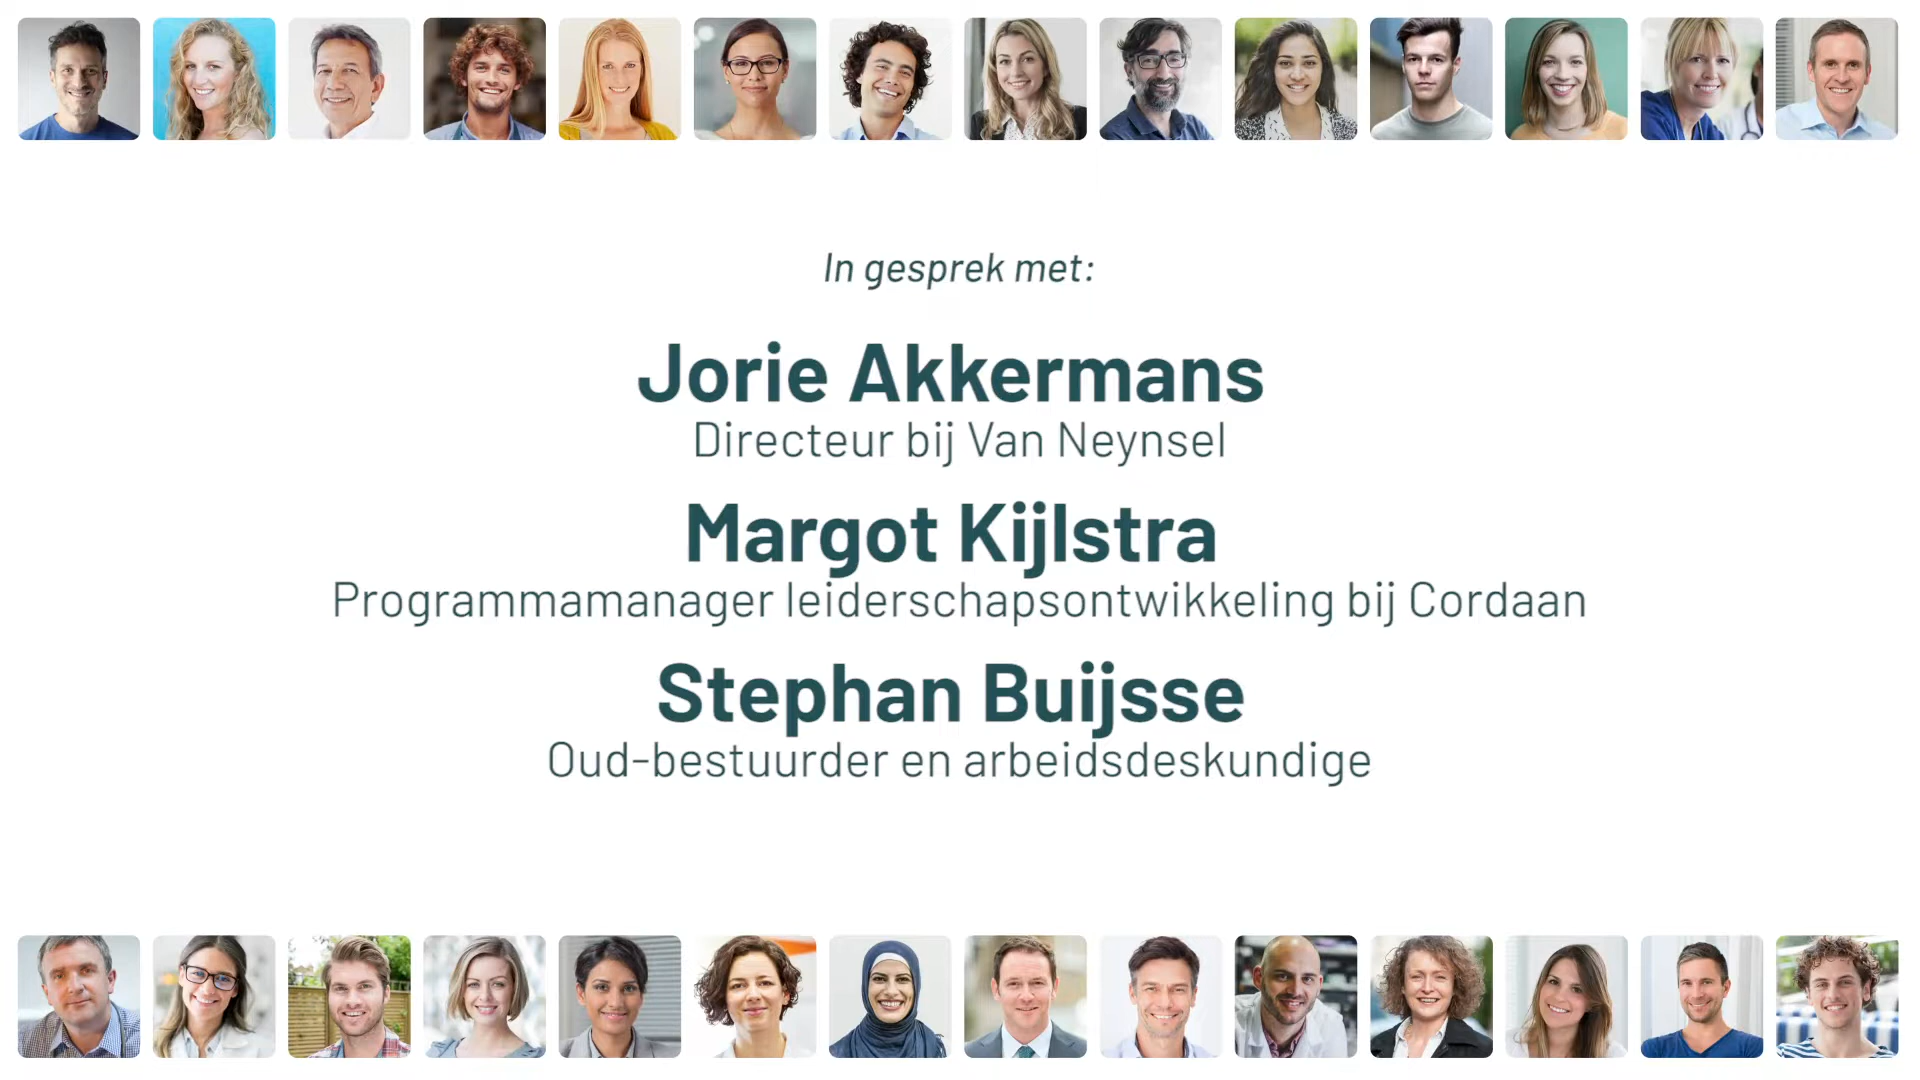 In gesprek met:
Jorie Akkermans
Directeur bij Van Neynsel
Margot Kijlstra
Programmamanager leiderschapsontwikkeling bij Cordaan
Stephan Buijsse
Oud-bestuurder en arbeidsdeskundige